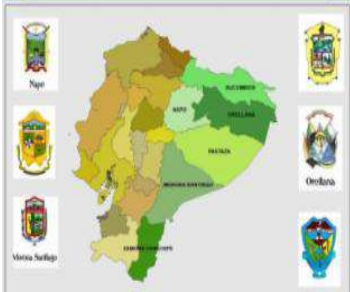 Napo
SUCUMBIOS
NAPO
ORELLANA
PASTAZA
Orellana
MORONA SANTIAGO
Morona Santiago
ZAMORA CHINCHIPE